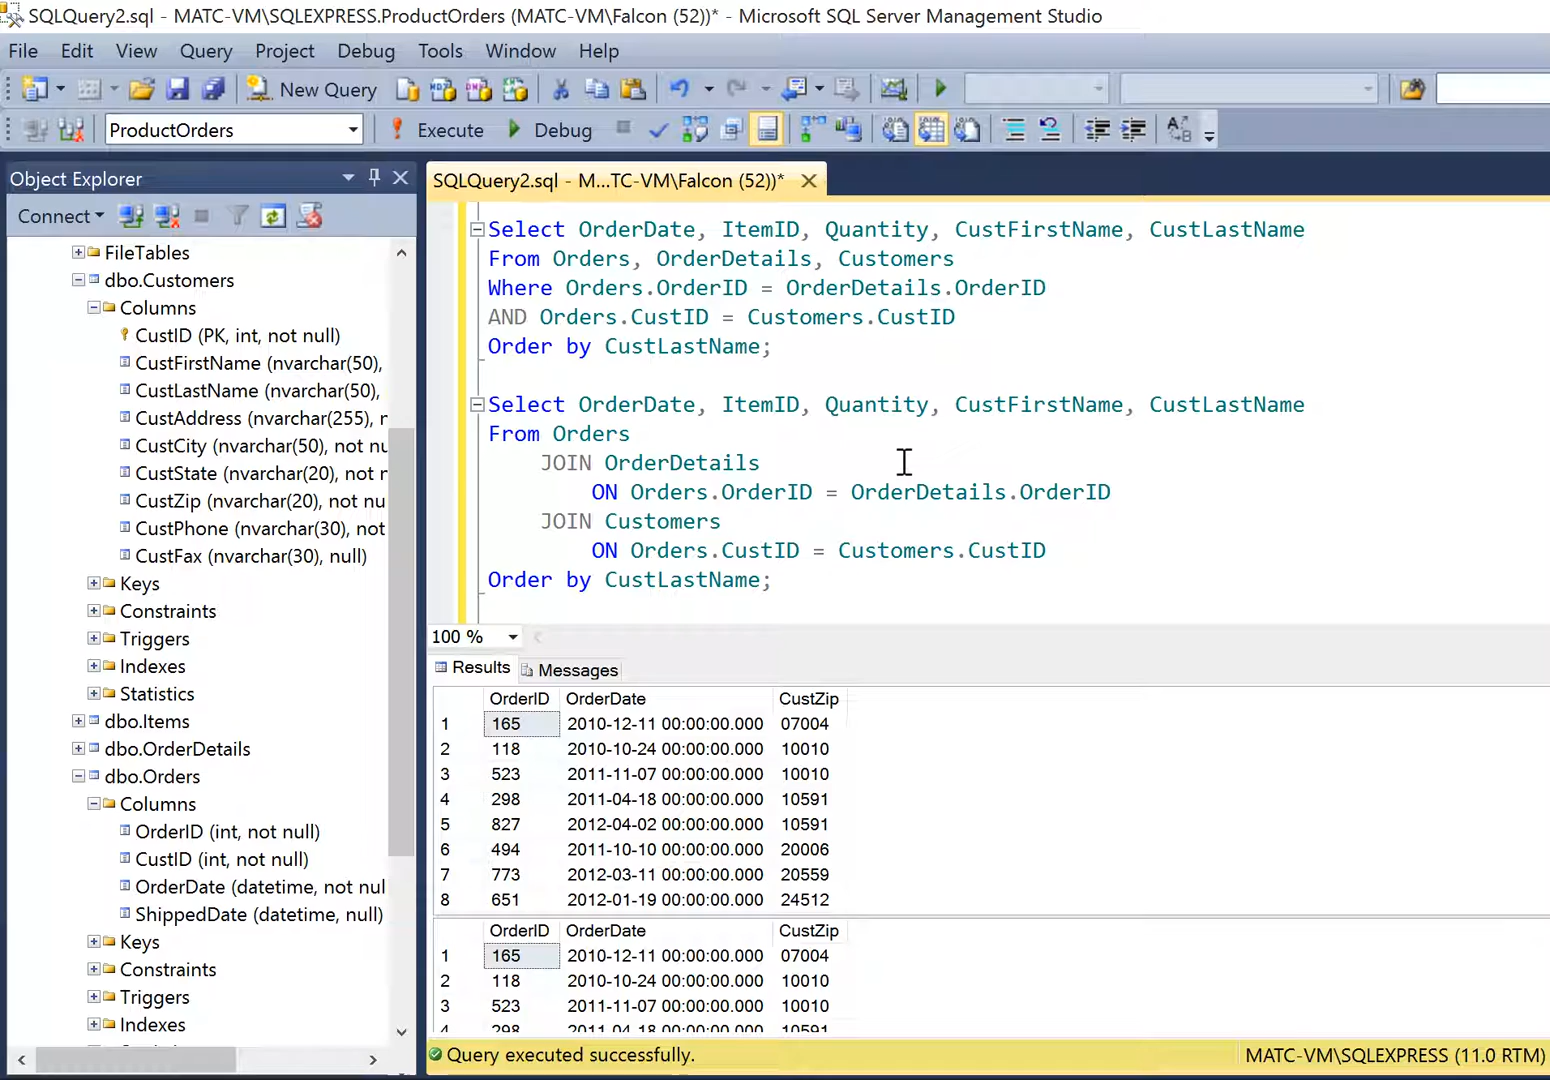 SQLQuery2.sql - MATC-VM\SQLEXPRESS.ProductOrders (MATC-VM\Falcon (52))* - Microsoft SQL Server Management Studio
File Edit View Query Project Debug Tools Window Help
New Query
ProductOrders Execute Debug
Object Explorer
Connect
FileTables
dbo.Customers
Columns
CustID (PK, int, not null)
CustFirstName (nvarchar(50),
CustLastName (nvarchar(50),
CustAddress (nvarchar(255), n
CustCity (nvarchar(50), not nu
CustState (nvarchar(20), not n
CustZip (nvarchar(20), not nu
CustPhone (nvarchar(30), not
CustFax (nvarchar(30), null)
Keys
Constraints
Triggers
Indexes
Statistics
dbo.Items
dbo.OrderDetails
dbo.Orders
Columns
OrderID (int, not null)
CustID (int, not null)
OrderDate (datetime, not nul
ShippedDate (datetime, null)
Keys
Constraints
Triggers
Indexes
SQLQuery2.sql - M...TC-VM\Falcon (52))*
Select OrderDate, ItemID, Quantity, CustFirstName, CustLastName
From Orders, OrderDetails, Customers
Where Orders.OrderID = OrderDetails.OrderID
AND Orders.CustID = Customers.CustID
Order by CustLastName;
Select OrderDate, ItemID, Quantity, CustFirstName, CustLastName
From Orders
JOIN OrderDetails
ON Orders.OrderID = OrderDetails.OrderID
JOIN Customers
ON Orders.CustID = Customers.CustID
Order by CustLastName;
100 %
Results Messages
OrderID OrderDate CustZip
1 165 2010-12-11 00:00:00.000 07004
2 118 2010-10-24 00:00:00.000 10010
3 523 2011-11-07 00:00:00.000 10010
4 298 2011-04-18 00:00:00.000 10591
5 827 2012-04-02 00:00:00.000 10591
6 494 2011-10-10 00:00:00.000 20006
7 773 2012-03-11 00:00:00.000 20559
8 651 2012-01-19 00:00:00.000 24512
OrderID OrderDate CustZip
1 165 2010-12-11 00:00:00.000 07004
2 118 2010-10-24 00:00:00.000 10010
3 523 2011-11-07 00:00:00.000 10010
4 298 2011-04-18 00:00:00.000 10591
Query executed successfully. MATC-VM\SQLEXPRESS (11.0 RTM)